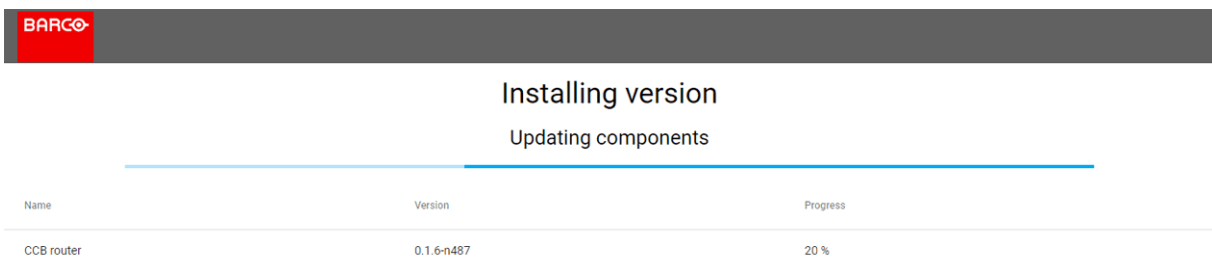 BARCO
Installing version
Updating components
Name Version Progress
CCB router 0.1.6-n487 20 %